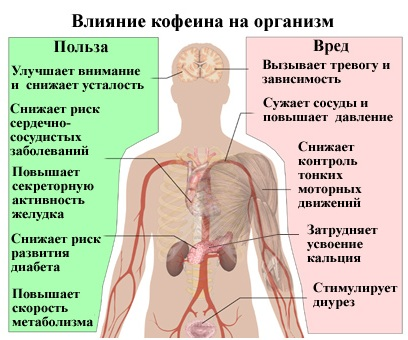 Влияние кофеина на организм
Польза
Улучшает внимание
и снижает усталость
Снижает риск
сердечно-
сосудистых
заболеваний
Повышает
секреторную
активность
желудка
Снижает риск
развития
диабета
Повышает
скорость
метаболизма
Вред
Вызывает тревогу и
зависимость
Сужает сосуды и
повышает давление
Снижает
контроль
тонких
моторных
движений
Затрудняет
усвоение
кальция
Стимулирует
диурез